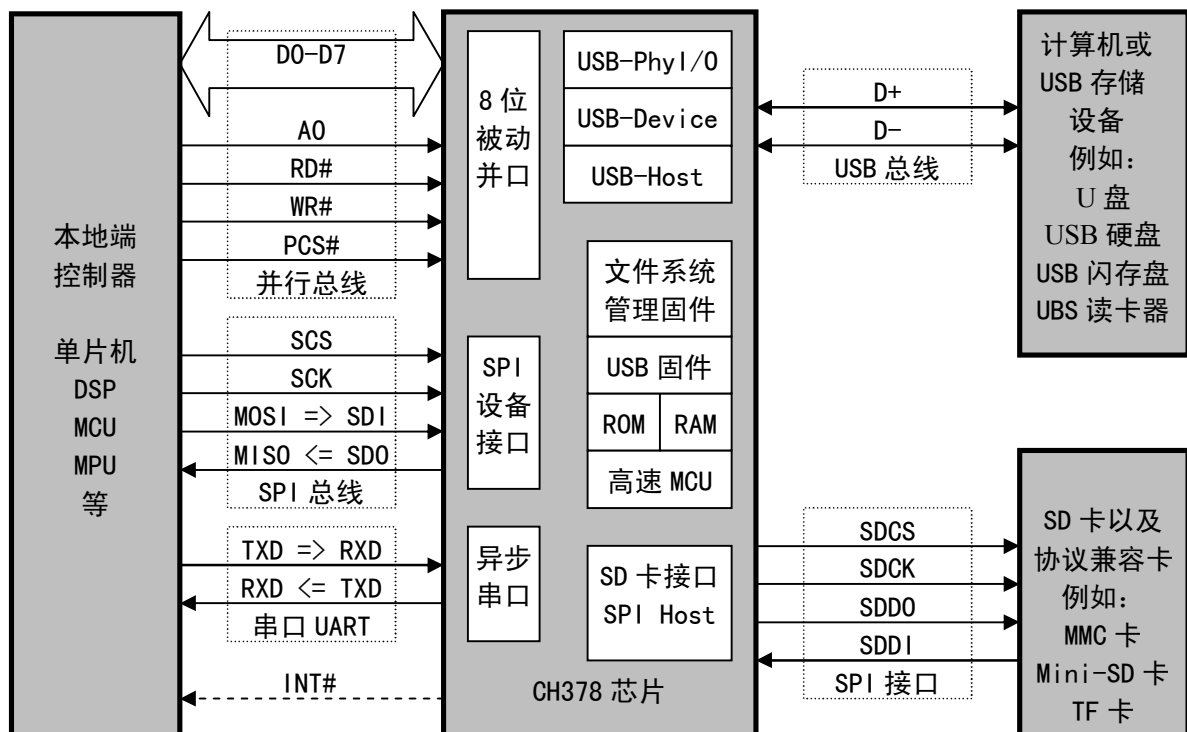 本地端
控制器
单片机
DSP
MCU
MPU
等
D0-D7
A0
RD#
WR#
PCS#
并行总线
SCS
SCK
MOSI => SDI
MISO <= SDO
SPI 总线
TXD => RXD
RXD <= TXD
串口 UART
INT#
8 位
被动
并口
SPI
设备
接口
异步
串口
USB-PhyI/O
USB-Device
USB-Host
文件系统
管理固件
USB 固件
ROM
RAM
高速 MCU
SD 卡接口
SPI Host
CH378 芯片
D+
D-
USB 总线
SDCS
SDCK
SDDO
SDDI
SPI 接口
计算机或
USB 存储
设备
例如：
U 盘
USB 硬盘
USB 闪存盘
UBS 读卡器
SD 卡以及
协议兼容卡
例如：
MMC 卡
Mini-SD 卡
TF 卡